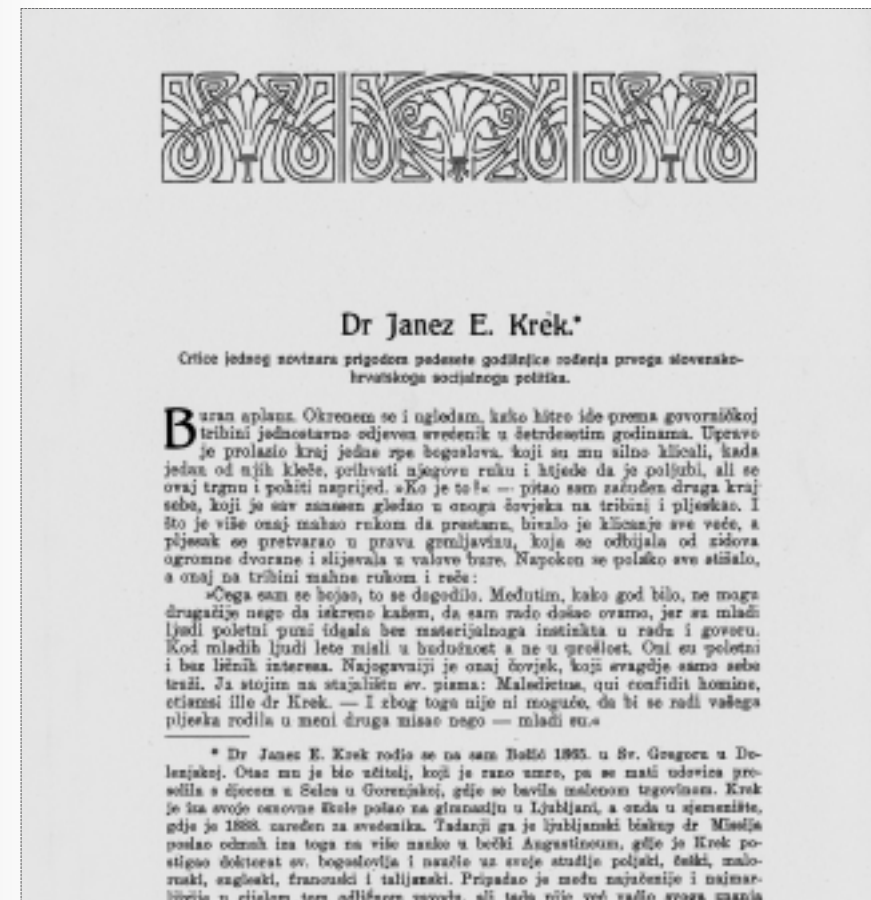 Dr Janez E. Krek.*
Crtice jednog novinara prigodom pedesete godišnjice rođenja prvoga slovensko-
hrvatskoga socijalnoga politika.
Buran aplauz. Okrenem se i ugledam, kako hitro ide prema govorničkoj
tribini jednostavno odjeven svećenik u četrdesetim godinama. Upravo
je prolazio kraj jedne rpe bogoslova, koji su mu silno klicali, kada
jedan od njih kleče, prihvati njegovu ruku i htjede da je poljubi, ali se
ovaj trgnu i pohiti naprijed. »Ko je to?« — pitao sam začuđen druga kraj
sebe, koji je sav zanesen gledao u onoga čovjeka na tribini i pljeskao. I
što je više onaj mahao rukom da prestanu, bivalo je klicanje sve veće, a
pljesak se pretvarao u pravu grmljavinu, koja se odbijala od zidova
ogromne dvorane i slijevala u valove bure. Napokon se polako sve stišalo,
a onaj na tribini mahne rukom i reče:
»Čega sam se bojao, to se dogodilo. Međutim, kako god bilo, ne mogu
drugačije nego da iskreno kažem, da sam rado došao ovamo, jer su mladi
ljudi poletni puni ideala bez materijalnoga instinkta u radu i govoru.
Kod mladih ljudi lete misli u budućnost a ne u prošlost. Oni su poletni
i bez ličnih interesa. Najogavniji je onaj čovjek, koji svagdje samo sebe
traži. Ja stojim na stajalištu sv. pisma: Maledictus, qui confidit homine,
etiamsi ille dr Krek. — I zbog toga nije ni moguće, da bi se radi vašega
pljeska rodila u meni druga misao nego — mladi su.«
* Dr Janez E. Krek rodio se na sam Božić 1865. u Sv. Gregoru u Do-
lenjskoj. Otac mu je bio učitelj, koji je rano umro, pa se mati udovica pre-
selila s djecom u Selca u Gorenjskoj, gdje se bavila malenom trgovinom. Krek
je iza svoje osnovne škole pošao na gimnaziju u Ljubljani, a onda u sjemenište,
gdje je 1888. zaređen za svećenika. Tadanji ga je ljubljanski biskup dr Missija
poslao odmah iza toga na više nauke u bečki Augustineum, gdje je Krek po-
stigao doktorat sv. bogoslovlja i naučio uz svoje studije poljski, češki, malo-
ruski, engleski, francuski i talijanski. Pripadao je među najučenije i najmar-